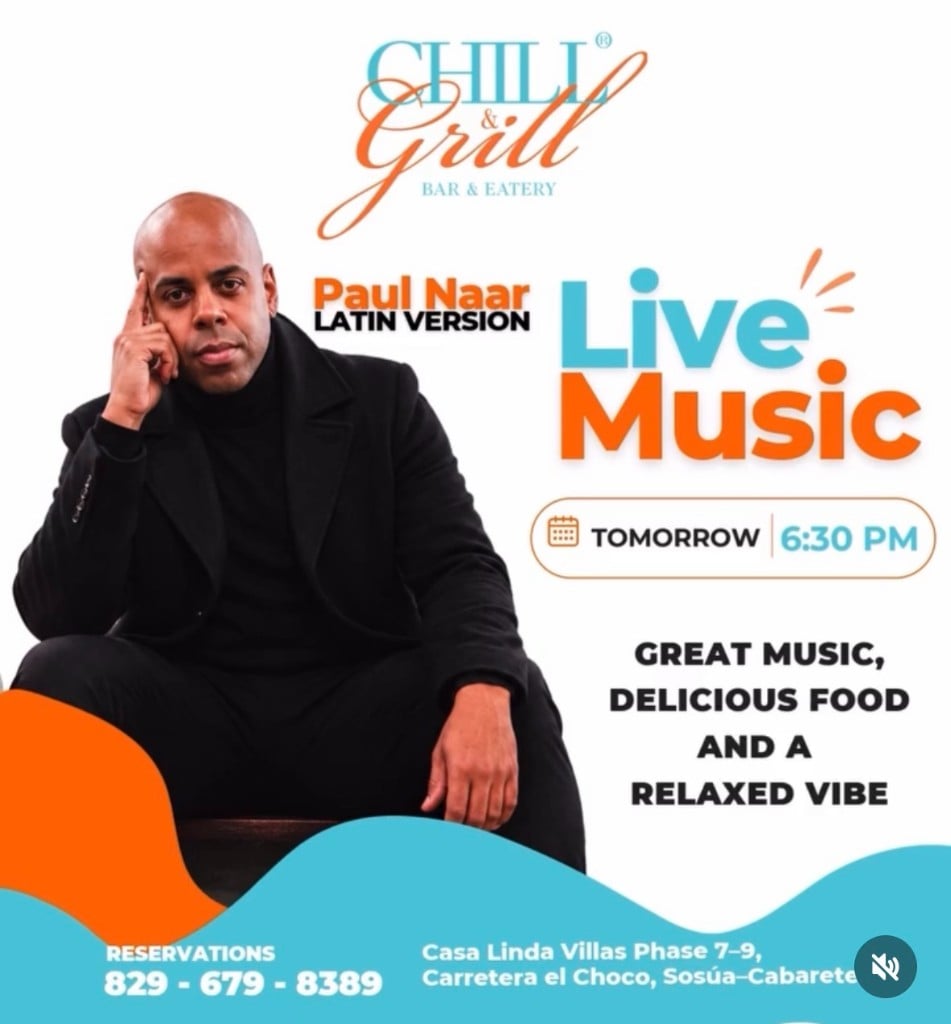 CHILL®
& Grill
BAR & EATERY
Paul Naar
LATIN VERSION
Live
Music
TOMORROW 6:30 PM
GREAT MUSIC,
DELICIOUS FOOD
AND A
RELAXED VIBE
RESERVATIONS
829 - 679 - 8389
Casa Linda Villas Phase 7–9,
Carretera el Choco, Sosúa–Cabarete